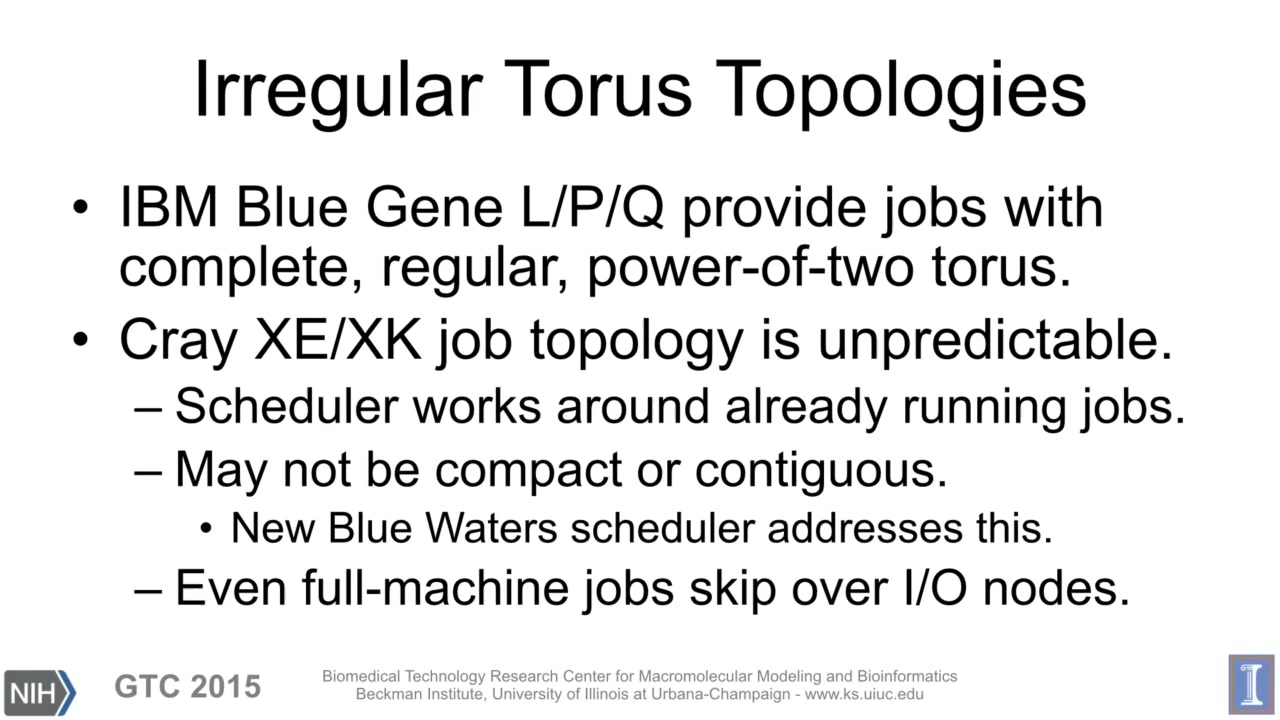 Irregular Torus Topologies
• IBM Blue Gene L/P/Q provide jobs with
complete, regular, power-of-two torus.
• Cray XE/XK job topology is unpredictable.
– Scheduler works around already running jobs.
– May not be compact or contiguous.
• New Blue Waters scheduler addresses this.
– Even full-machine jobs skip over I/O nodes.
NIH
GTC 2015
Biomedical Technology Research Center for Macromolecular Modeling and Bioinformatics
Beckman Institute, University of Illinois at Urbana-Champaign - www.ks.uiuc.edu
I